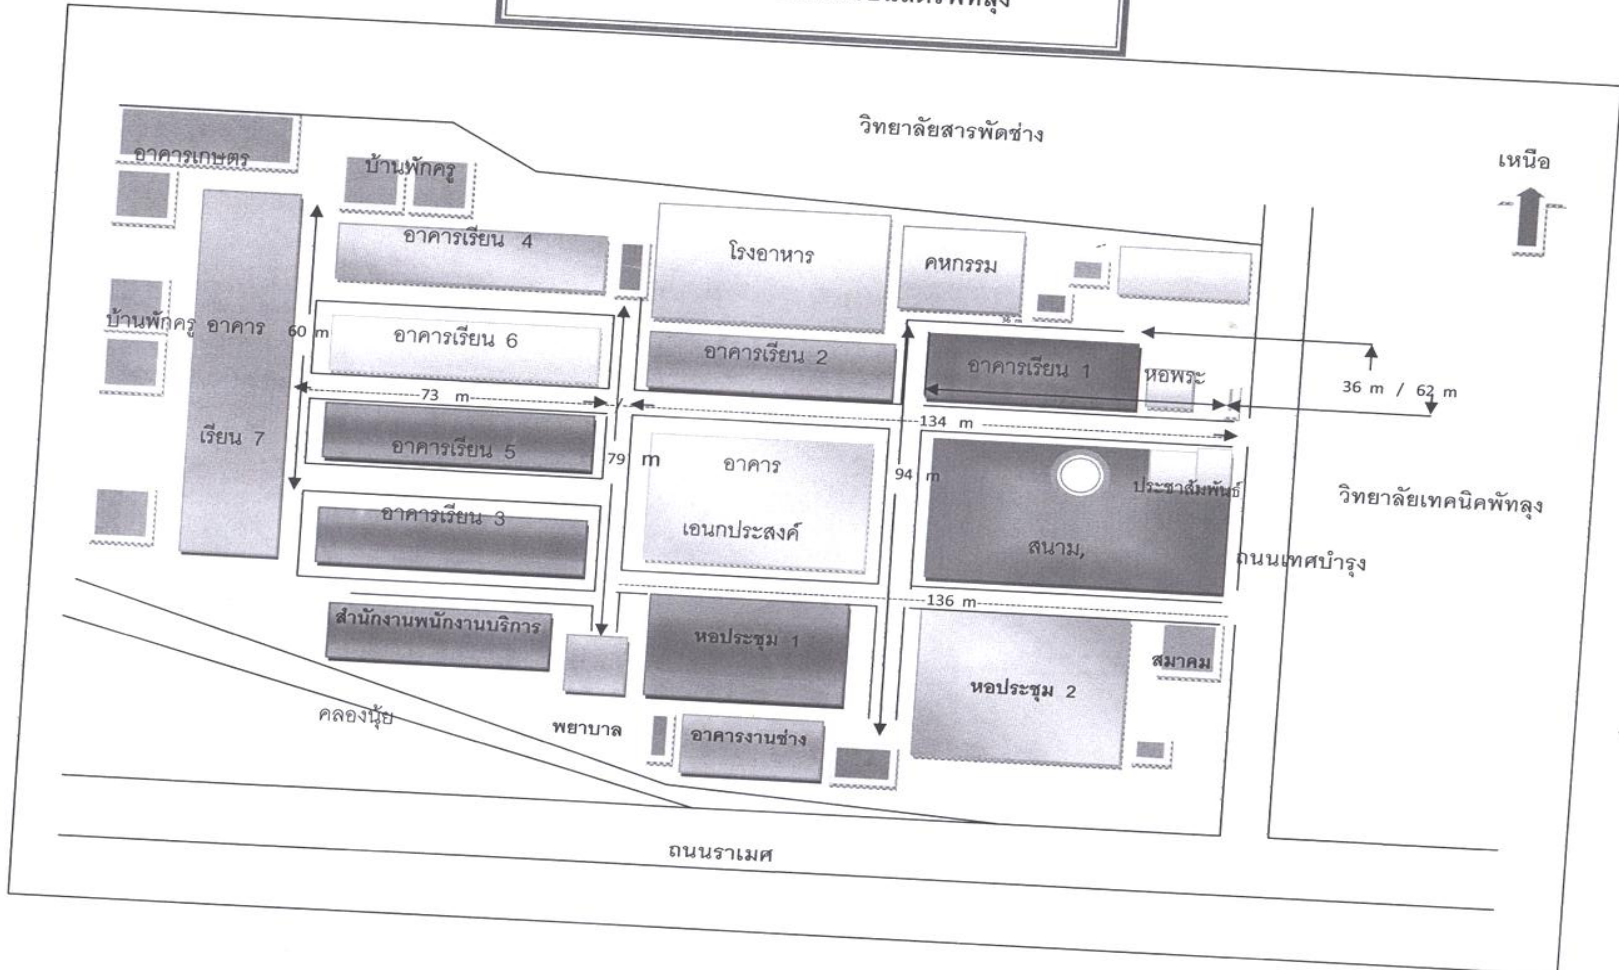 วิทยาลัยสารพัดช่าง
เหนือ
อาคารเกษตร
บ้านพักครู
อาคารเรียน 4
โรงอาหาร
คหกรรม
บ้านพักครู
อาคาร
เรียน 7
60 m
อาคารเรียน 6
อาคารเรียน 2
36 m
อาคารเรียน 1
หอพระ
36 m / 62 m
73 m
134 m
อาคารเรียน 5
79 m
อาคาร
เอนกประสงค์
94 m
ประชาสัมพันธ์
วิทยาลัยเทคนิคพัทลุง
อาคารเรียน 3
สนาม,
ถนนเทศบำรุง
136 m
สำนักงานพนักงานบริการ
หอประชุม 1
หอประชุม 2
สมาคม
คลองนุ้ย
พยาบาล
อาคารงานช่าง
ถนนราเมศ